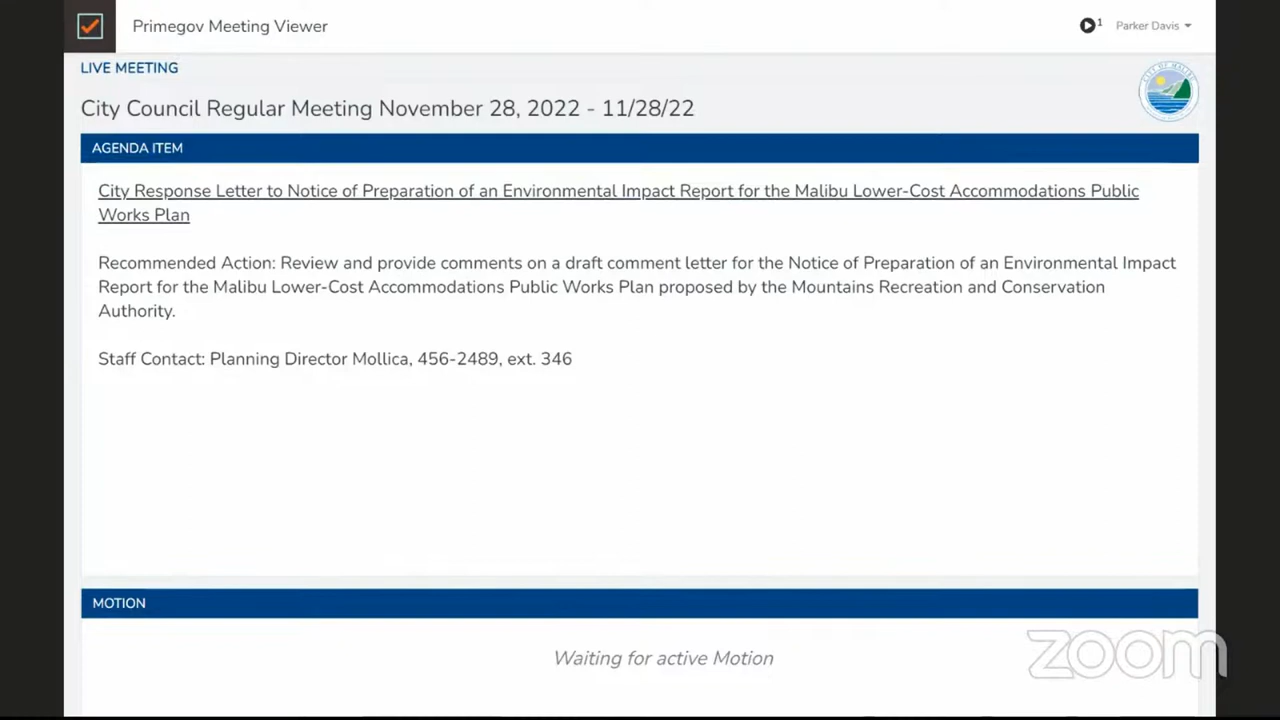 Primegov Meeting Viewer
1 Parker Davis
LIVE MEETING
City Council Regular Meeting November 28, 2022 - 11/28/22
CITY OF MALIBU
AGENDA ITEM
City Response Letter to Notice of Preparation of an Environmental Impact Report for the Malibu Lower-Cost Accommodations Public
Works Plan
Recommended Action: Review and provide comments on a draft comment letter for the Notice of Preparation of an Environmental Impact
Report for the Malibu Lower-Cost Accommodations Public Works Plan proposed by the Mountains Recreation and Conservation
Authority.
Staff Contact: Planning Director Mollica, 456-2489, ext. 346
MOTION
Waiting for active Motion
zoom